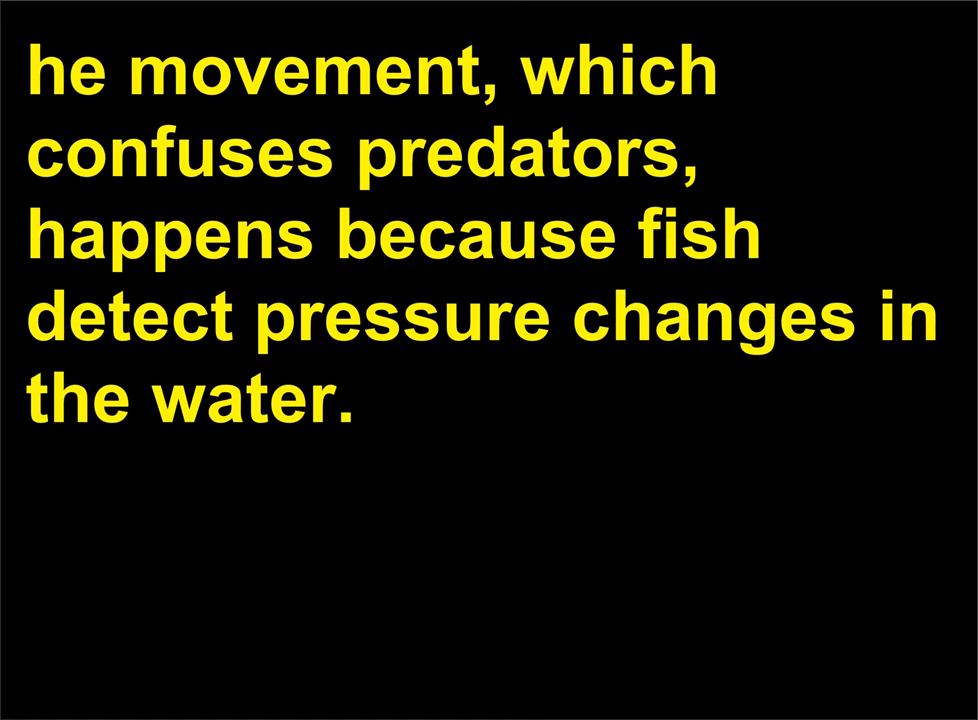 he movement, which
confuses predators,
happens because fish
detect pressure changes in
the water.